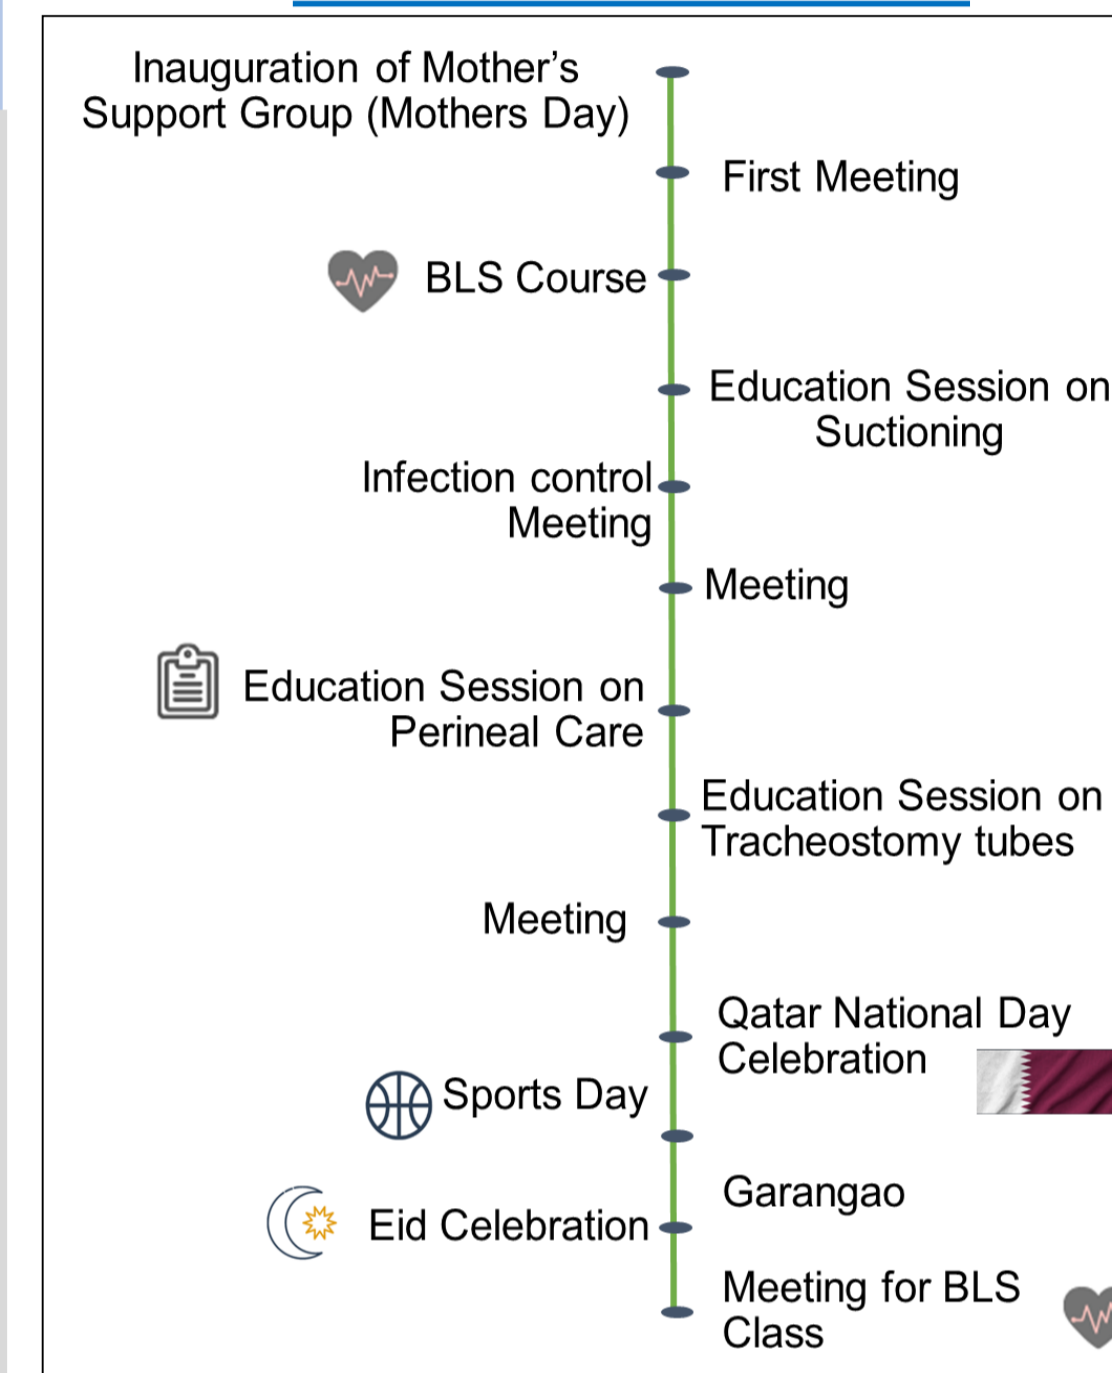 Inauguration of Mother’s
Support Group (Mothers Day)
First Meeting
BLS Course
Education Session on
Suctioning
Infection control
Meeting
Meeting
Education Session on
Perineal Care
Education Session on
Tracheostomy tubes
Meeting
Qatar National Day
Celebration
Sports Day
Garangao
Eid Celebration
Meeting for BLS
Class